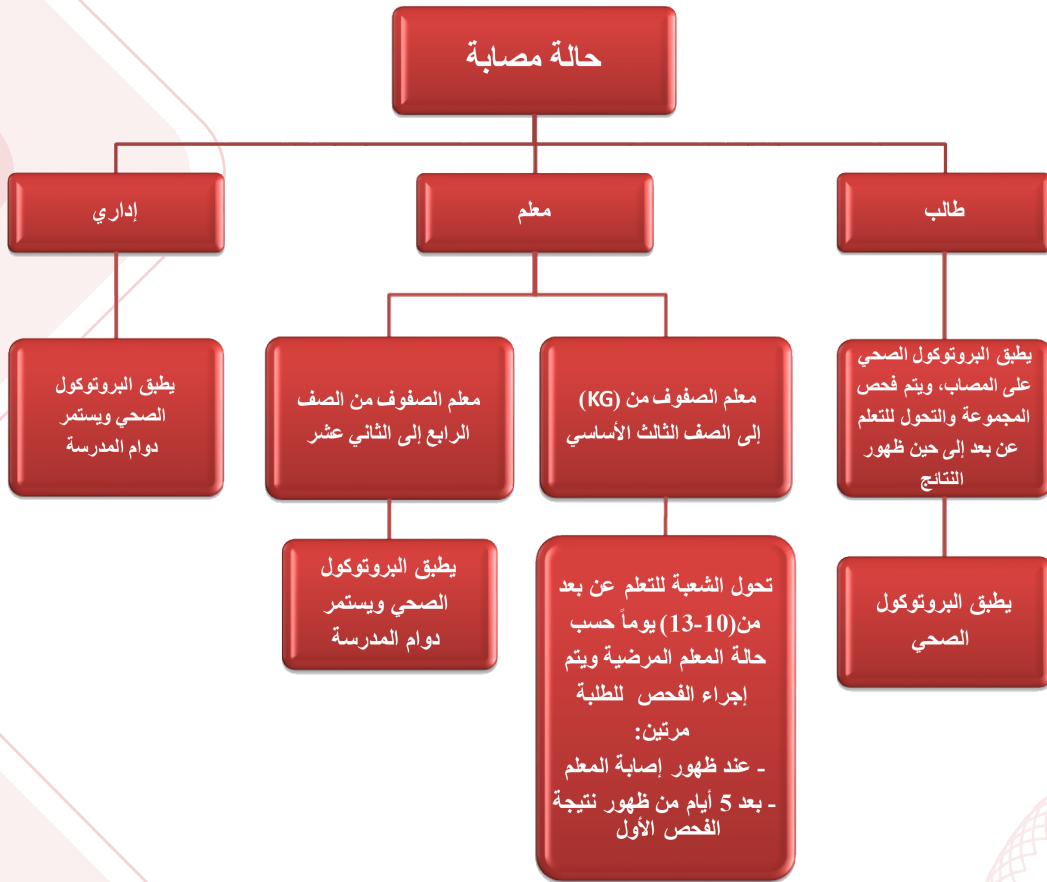 حالة مصابة
طالب
معلم
إداري
يطبق البروتوكول الصحي
على المصاب، ويتم فحص
المجموعة والتحول للتعلم
عن بعد إلى حين ظهور
النتائج
معلم الصفوف من (KG)
إلى الصف الثالث الأساسي
معلم الصفوف من الصف
الرابع إلى الثاني عشر
يطبق البروتوكول
الصحي ويستمر
دوام المدرسة
يطبق البروتوكول
الصحي
تحول الشعبة للتعلم عن بعد
من(10-13) يوماً حسب
حالة المعلم المرضية ويتم
إجراء الفحص للطلبة
مرتين:
- عند ظهور إصابة المعلم
- بعد 5 أيام من ظهور نتيجة
الفحص الأول
يطبق البروتوكول
الصحي ويستمر
دوام المدرسة